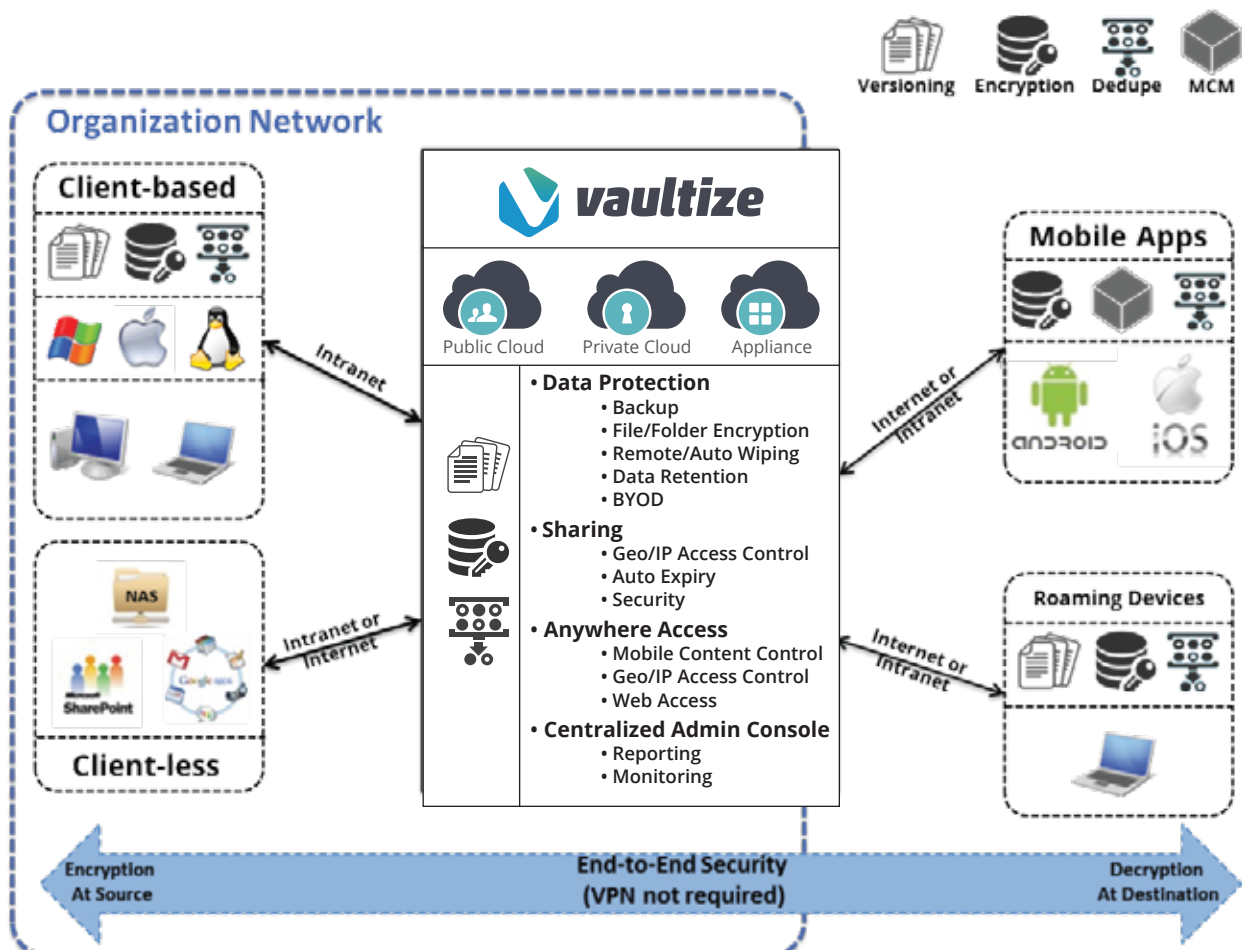 Versioning Encryption Dedupe MCM
Organization Network
Client-based
Intranet
NAS
Microsoft
SharePoint
Google apps
Client-less
Intranet or
Internet
vaultize
Public Cloud Private Cloud Appliance
• Data Protection
• Backup
• File/Folder Encryption
• Remote/Auto Wiping
• Data Retention
• BYOD
• Sharing
• Geo/IP Access Control
• Auto Expiry
• Security
• Anywhere Access
• Mobile Content Control
• Geo/IP Access Control
• Web Access
• Centralized Admin Console
• Reporting
• Monitoring
Internet or
Intranet
Mobile Apps
ANDROID
iOS
Internet or
Intranet
Roaming Devices
Encryption
At Source
End-to-End Security
(VPN not required)
Decryption
At Destination